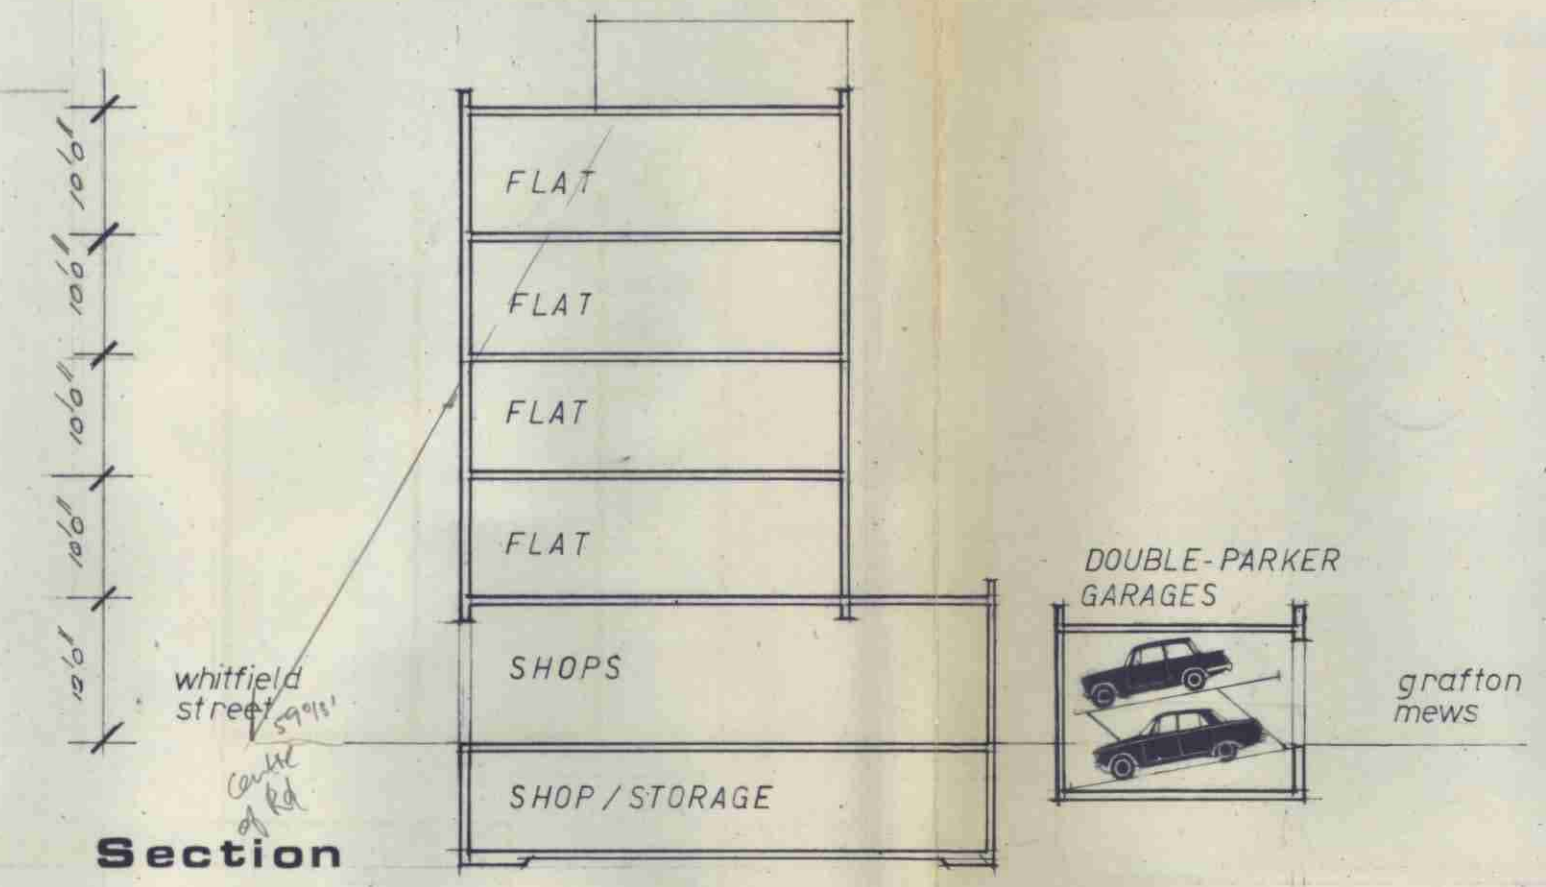 10'0"
10'0"
10'0"
10'0"
12'0"
FLAT
FLAT
FLAT
FLAT
SHOPS
SHOP / STORAGE
whitfield
street
centre
of Rd
DOUBLE-PARKER
GARAGES
grafton
mews
Section